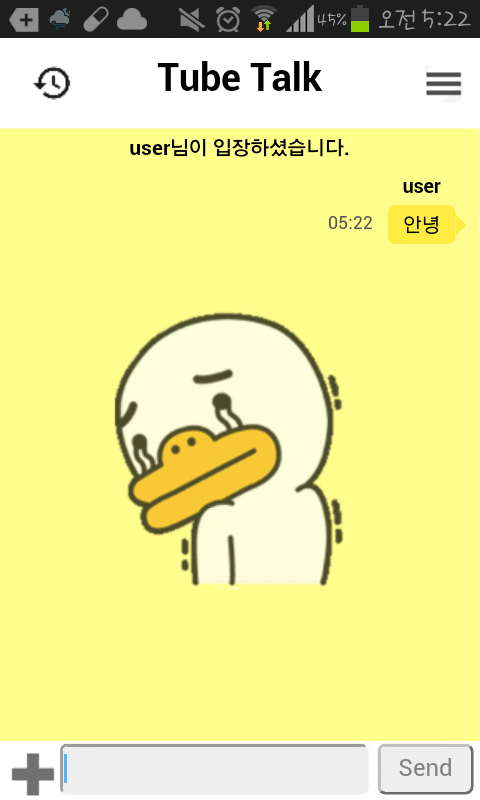 45% 오전 5:22
Tube Talk
user님이 입장하셨습니다.
user
05:22 안녕
Send